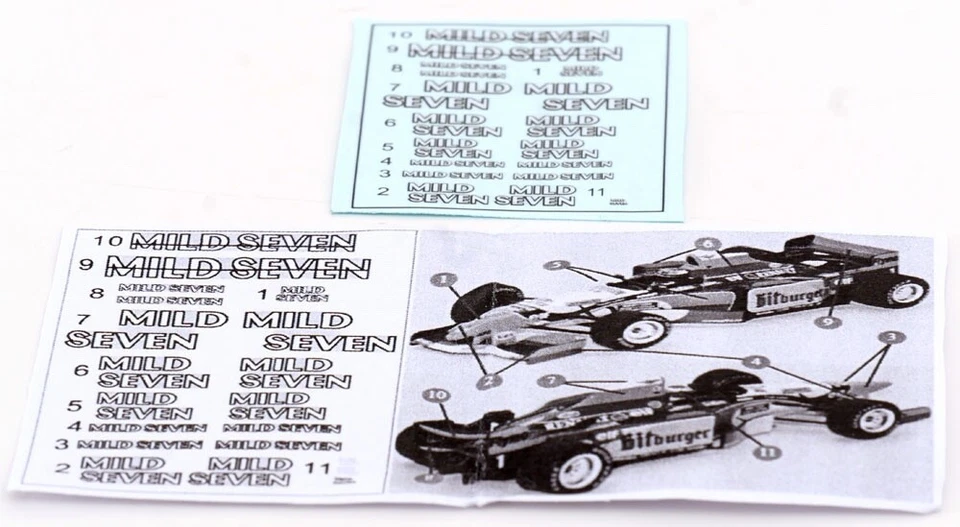 10 MILD SEVEN
9 MILD SEVEN
8 MILD SEVEN 1 MILD
MILD SEVEN SEVEN
7 MILD MILD
SEVEN SEVEN
6 MILD MILD
SEVEN SEVEN
5 MILD MILD
SEVEN SEVEN
4 MILD SEVEN MILD SEVEN
3 MILD SEVEN MILD SEVEN
2 MILD MILD 11
SEVEN SEVEN
10 MILD SEVEN
9 MILD SEVEN
8 MILD SEVEN 1 MILD
MILD SEVEN SEVEN
7 MILD MILD
SEVEN SEVEN
6 MILD MILD
SEVEN SEVEN
5 MILD MILD
SEVEN SEVEN
4 MILD SEVEN MILD SEVEN
3 MILD SEVEN MILD SEVEN
2 MILD MILD 11
SEVEN SEVEN
6
5
1
Bitburger
9
3
2
4
7
10
Bitburger
11
1
8